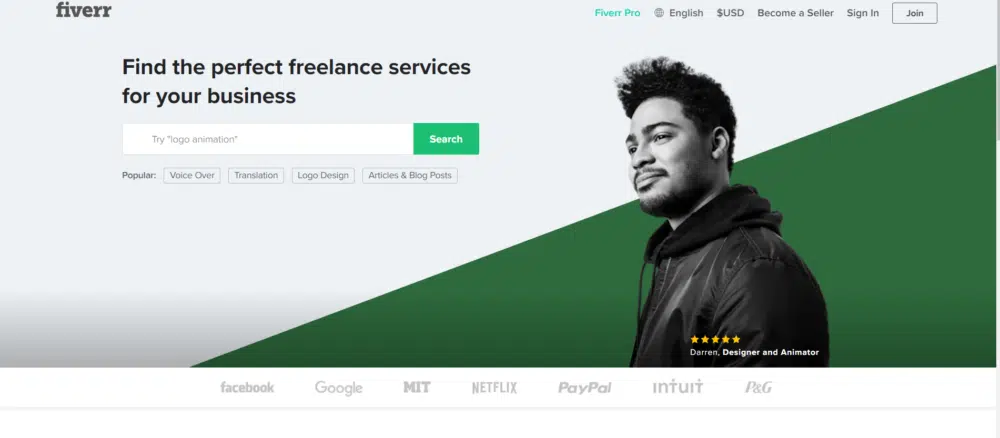 fiverr
Fiverr Pro English $USD Become a Seller Sign In Join
Find the perfect freelance services
for your business
Try "logo animation" Search
Popular: Voice Over Translation Logo Design Articles & Blog Posts
Darren, Designer and Animator
facebook Google MIT NETFLIX PayPal intuit P&G